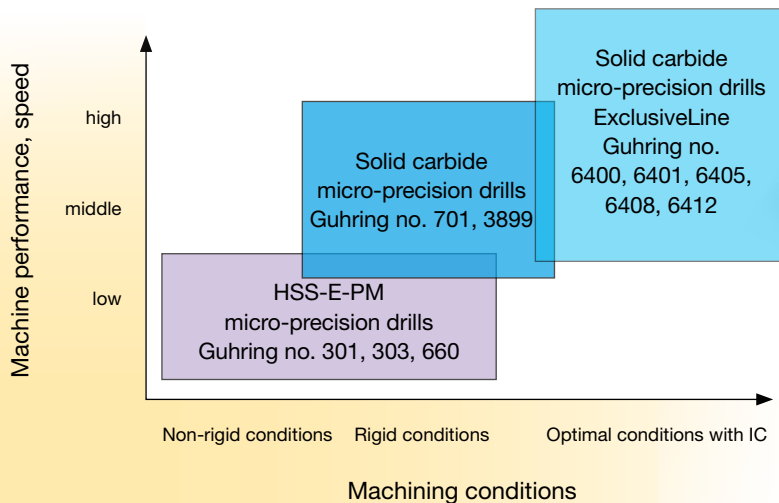 Machine performance, speed
high
middle
low
Solid carbide
micro-precision drills
ExclusiveLine
Guhring no.
6400, 6401, 6405,
6408, 6412
Solid carbide
micro-precision drills
Guhring no. 701, 3899
HSS-E-PM
micro-precision drills
Guhring no. 301, 303, 660
Non-rigid conditions
Rigid conditions
Optimal conditions with IC
Machining conditions